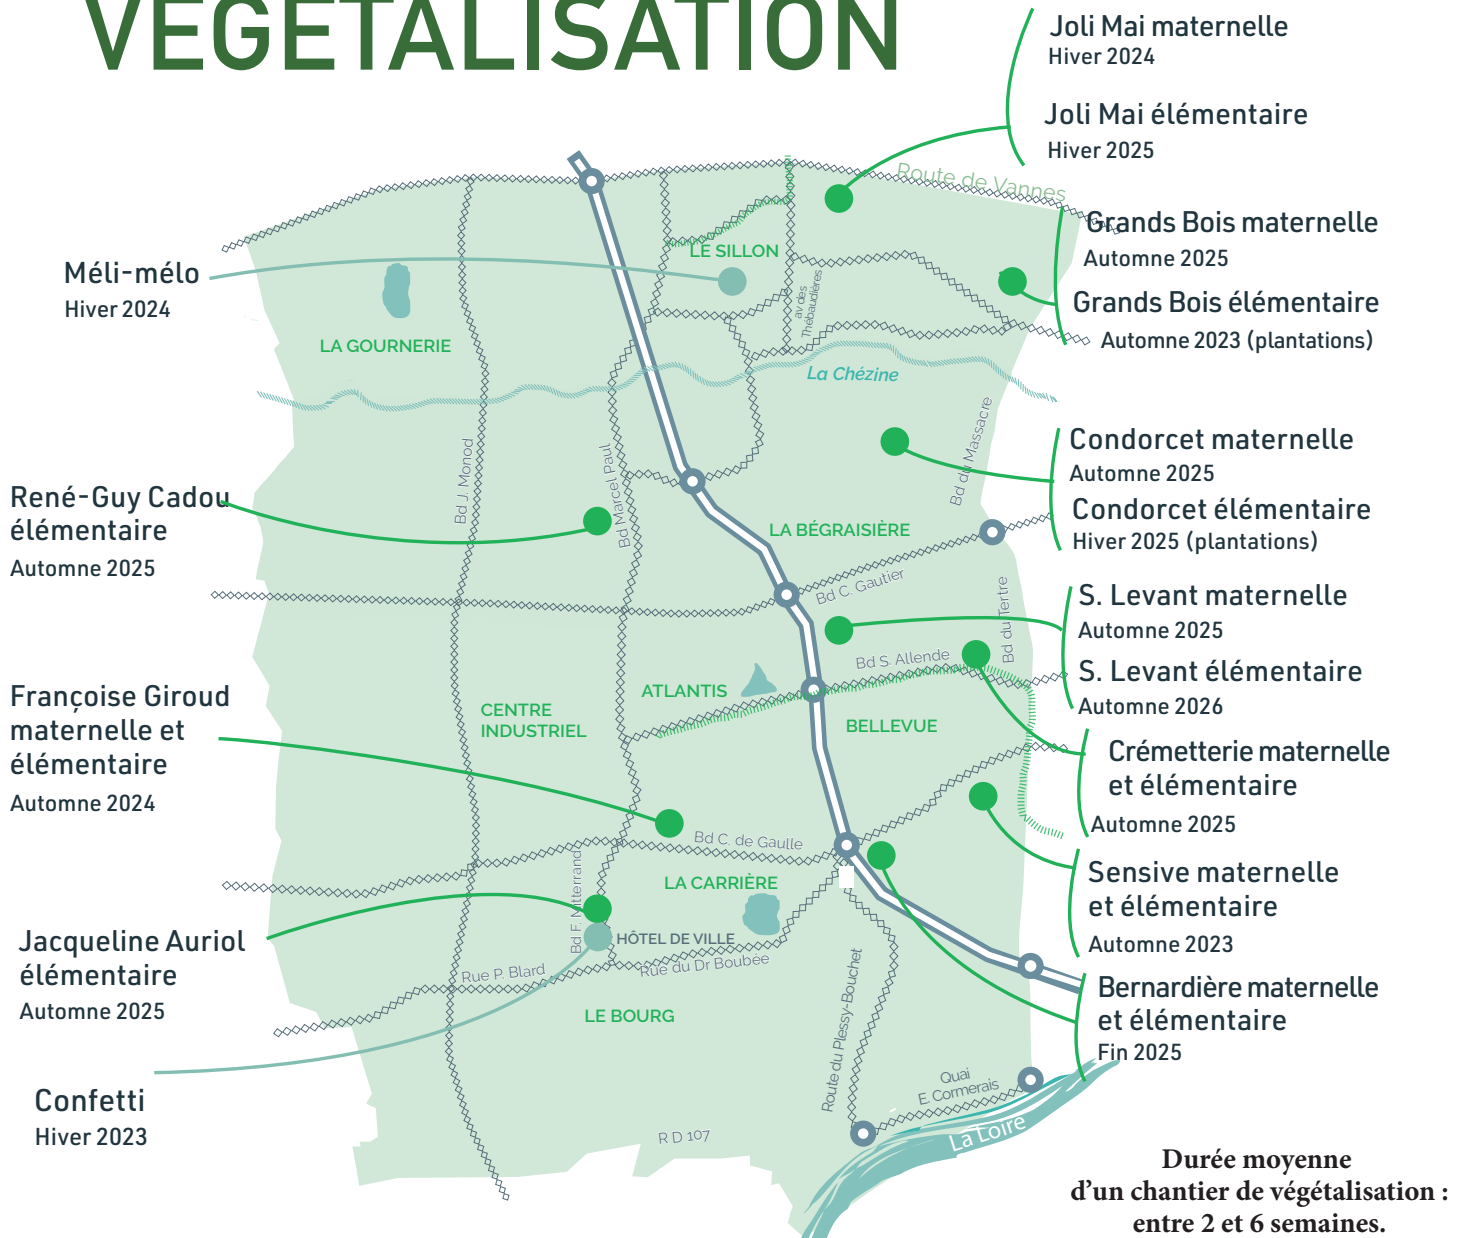 VÉGÉTALISATION
Joli Mai maternelle
Hiver 2024
Joli Mai élémentaire
Hiver 2025
Route de Vannes
Grands Bois maternelle
Automne 2025
Grands Bois élémentaire
Automne 2023 (plantations)
LE SILLON
Méli-mélo
Hiver 2024
av des
Thébaudières
LA GOURNERIE
La Chézine
Condorcet maternelle
Automne 2025
Condorcet élémentaire
Hiver 2025 (plantations)
Bd du Massacre
Bd J. Monod
Bd Marcel Paul
René-Guy Cadou
élémentaire
Automne 2025
LA BÉGRAISIÈRE
Bd C. Gautier
S. Levant maternelle
Automne 2025
S. Levant élémentaire
Automne 2026
Bd du Tertre
Bd S. Allende
ATLANTIS
Françoise Giroud
maternelle et
élémentaire
Automne 2024
CENTRE
INDUSTRIEL
BELLEVUE
Crémetterie maternelle
et élémentaire
Automne 2025
Bd C. de Gaulle
Sensive maternelle
et élémentaire
Automne 2023
LA CARRIÈRE
Bd F. Mitterrand
HÔTEL DE VILLE
Jacqueline Auriol
élémentaire
Automne 2025
Rue P. Blard
Rue du Dr Boubée
Bernardière maternelle
et élémentaire
Fin 2025
LE BOURG
Route du Plessy-Bouchet
Quai
E. Cormerais
Confetti
Hiver 2023
R D 107
La Loire
Durée moyenne
d'un chantier de végétalisation :
entre 2 et 6 semaines.